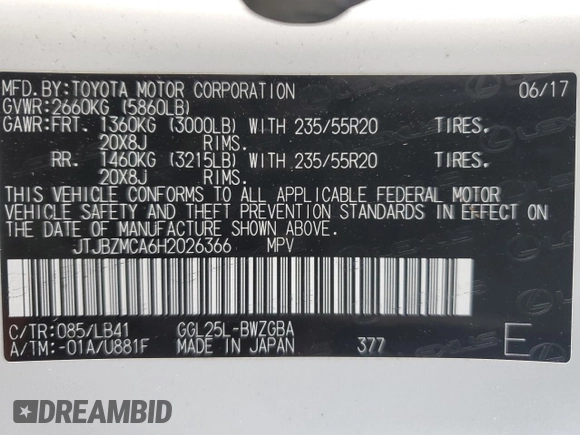 MFD.BY:TOYOTA MOTOR CORPORATION 06/17
GVWR:2660KG (5860LB)
GAWR:FRT. 1360KG (3000LB) WITH 235/55R20 TIRES.
20X8J RIMS.
RR. 1460KG (3215LB) WITH 235/55R20 TIRES.
20X8J RIMS.
THIS VEHICLE CONFORMS TO ALL APPLICABLE FEDERAL MOTOR
VEHICLE SAFETY AND THEFT PREVENTION STANDARDS IN EFFECT ON
THE DATE OF MANUFACTURE SHOWN ABOVE.
JTJBZMCA6H2026366 MPV
C/TR:085/LB41 GGL25L-BWZGBA
A/TM:-01A/U881F MADE IN JAPAN 377 E
DREAMBID